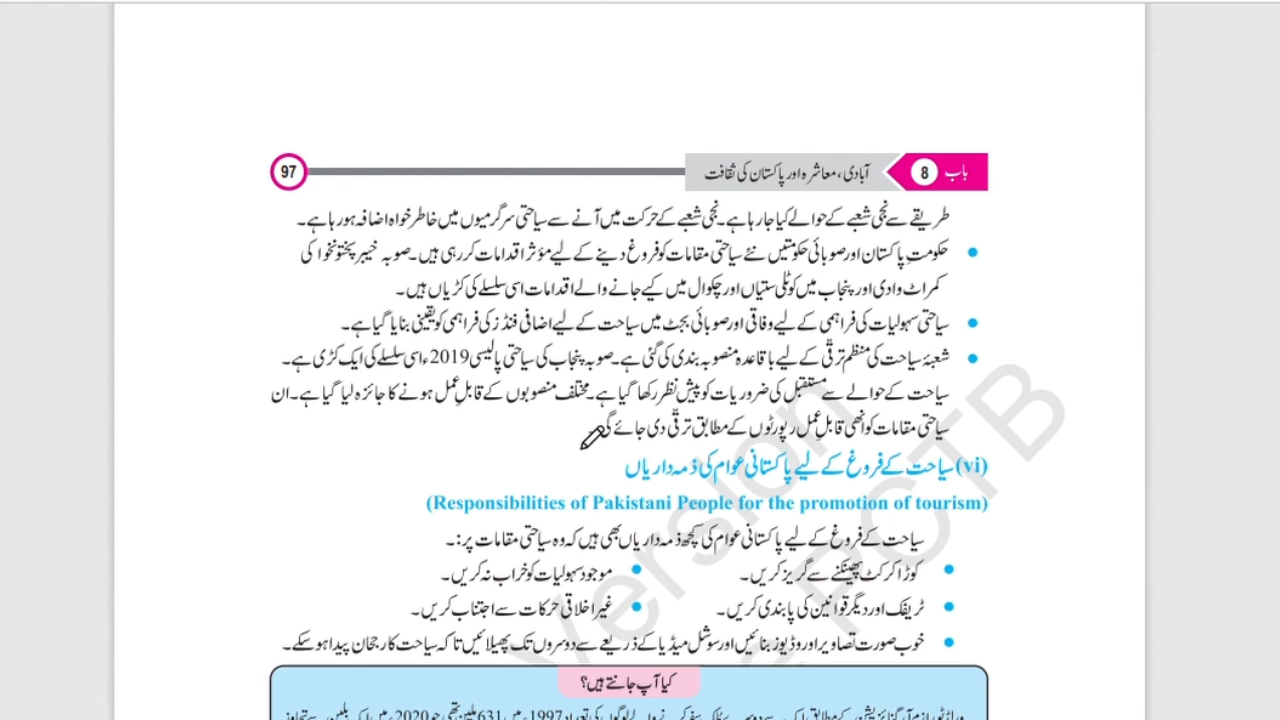 باب 8 آبادی، معاشرہ اور پاکستان کی ثقافت 97
طریقے سے نجی شعبے کے حوالے کیا جا رہا ہے۔ نجی شعبے کے حرکت میں آنے سے سیاحتی سرگرمیوں میں خاطر خواہ اضافہ ہو رہا ہے۔
• حکومتِ پاکستان اور صوبائی حکومتیں نئے سیاحتی مقامات کو فروغ دینے کے لیے مؤثر اقدامات کر رہی ہیں۔ صوبہ خیبر پختونخوا کی
کمراٹ وادی اور پنجاب میں کوٹلی ستیاں اور چکوال میں کیے جانے والے اقدامات اسی سلسلے کی کڑیاں ہیں۔
• سیاحتی سہولیات کی فراہمی کے لیے وفاقی اور صوبائی بجٹ میں سیاحت کے لیے اضافی فنڈز کی فراہمی کو یقینی بنایا گیا ہے۔
• شعبۂ سیاحت کی منظم ترقّی کے لیے باقاعدہ منصوبہ بندی کی گئی ہے۔ صوبہ پنجاب کی سیاحتی پالیسی 2019ء اسی سلسلے کی ایک کڑی ہے۔
سیاحت کے حوالے سے مستقبل کی ضروریات کو پیش نظر رکھا گیا ہے۔ مختلف منصوبوں کے قابلِ عمل ہونے کا جائزہ لیا گیا ہے۔ ان
سیاحتی مقامات کو انھی قابلِ عمل رپورٹوں کے مطابق ترقّی دی جائے گی
(vi) سیاحت کے فروغ کے لیے پاکستانی عوام کی ذمہ داریاں
(Responsibilities of Pakistani People for the promotion of tourism)
سیاحت کے فروغ کے لیے پاکستانی عوام کی کچھ ذمہ داریاں بھی ہیں کہ وہ سیاحتی مقامات پر:۔
• کوڑا کرکٹ پھینکنے سے گریز کریں۔ • موجود سہولیات کو خراب نہ کریں۔
• ٹریفک اور دیگر قوانین کی پابندی کریں۔ • غیر اخلاقی حرکات سے اجتناب کریں۔
• خوب صورت تصاویر اور وڈیوز بنائیں اور سوشل میڈیا کے ذریعے سے دوسروں تک پھیلائیں تاکہ سیاحت کا رجحان پیدا ہو سکے۔
کیا آپ جانتے ہیں؟
Version
PCTB